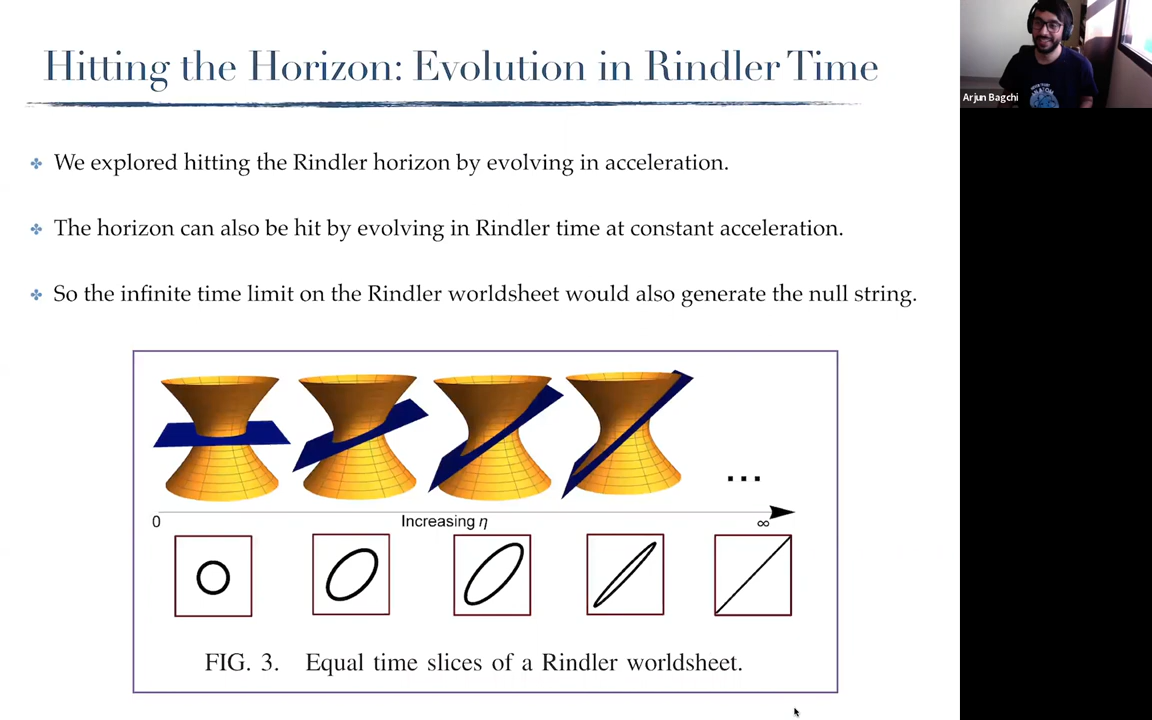 Hitting the Horizon: Evolution in Rindler Time
Arjun Bagchi
We explored hitting the Rindler horizon by evolving in acceleration.
The horizon can also be hit by evolving in Rindler time at constant acceleration.
So the infinite time limit on the Rindler worldsheet would also generate the null string.
...
0 Increasing η ∞
FIG. 3. Equal time slices of a Rindler worldsheet.